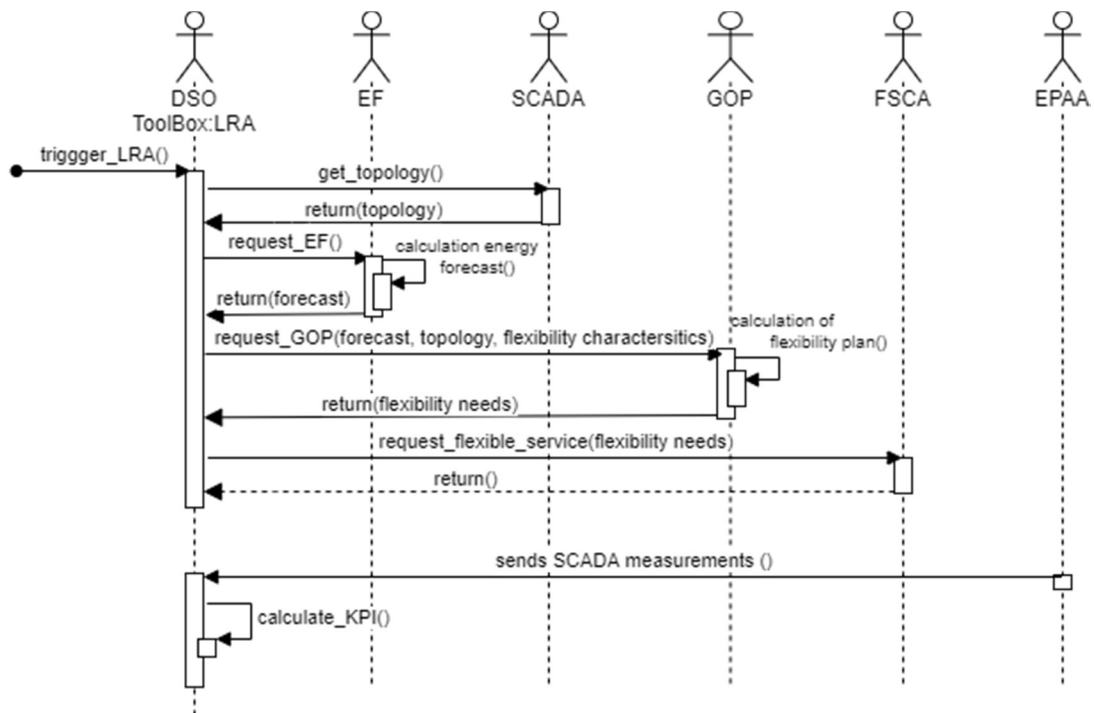 DSO
EF
SCADA
GOP
FSCA
EPAA
ToolBox:LRA
triggger_LRA()
get_topology()
return(topology)
request_EF()
calculation energy
forecast()
return(forecast)
calculation of
flexibility plan()
request_GOP(forecast, topology, flexibility charactersitics)
return(flexibility needs)
request_flexible_service(flexibility needs)
return()
sends SCADA measurements ()
calculate_KPI()